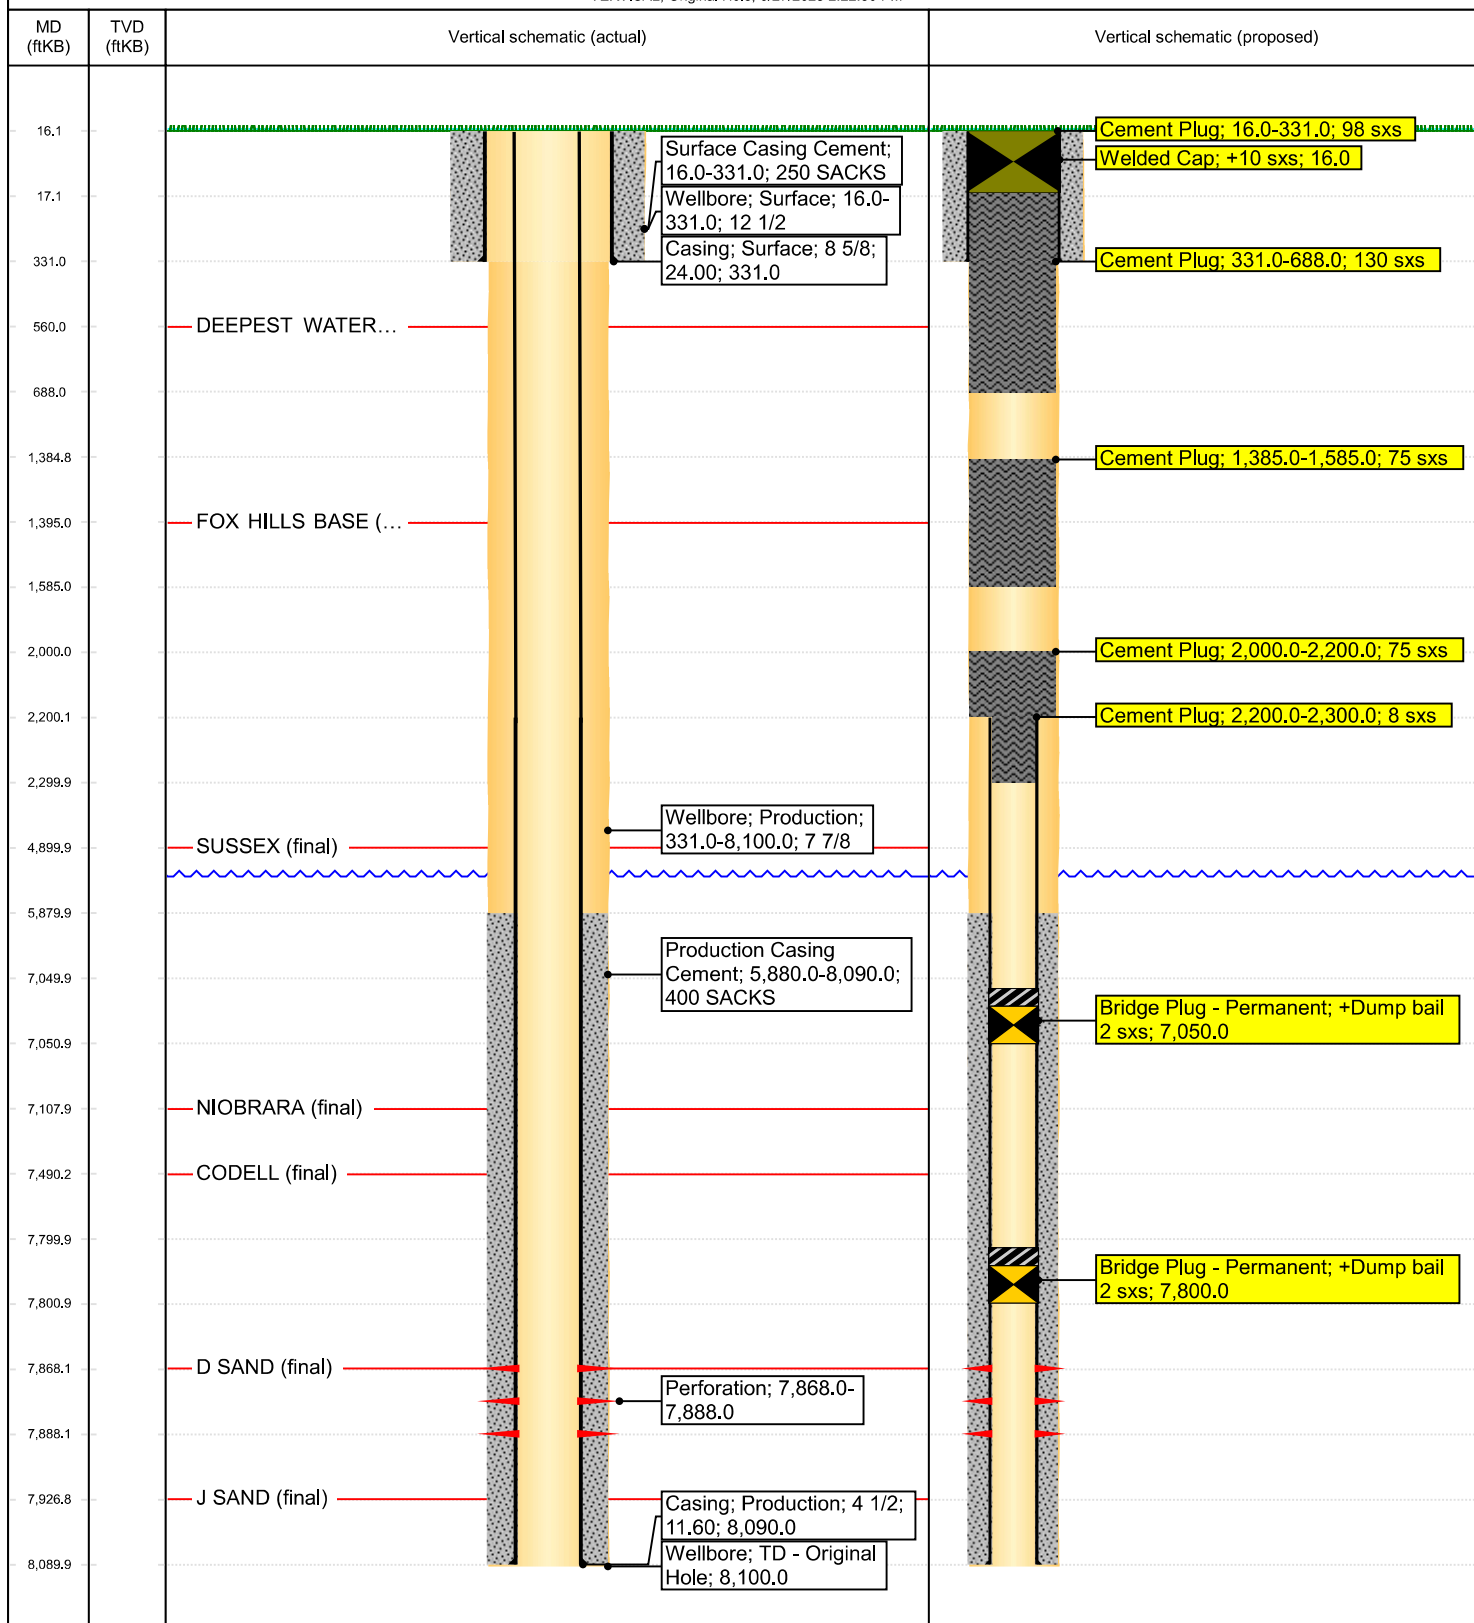 MD
(ftKB)
TVD
(ftKB)
Vertical schematic (actual)
Vertical schematic (proposed)
16.1
17.1
331.0
560.0
688.0
1,384.8
1,395.0
1,585.0
2,000.0
2,200.1
2,299.9
4,899.9
5,879.9
7,049.9
7,050.9
7,107.9
7,490.2
7,799.9
7,800.9
7,868.1
7,888.1
7,926.8
8,089.9
DEEPEST WATER...
FOX HILLS BASE (...
SUSSEX (final)
NIOBRARA (final)
CODELL (final)
D SAND (final)
J SAND (final)
Surface Casing Cement;
16.0-331.0; 250 SACKS
Wellbore; Surface; 16.0-
331.0; 12 1/2
Casing; Surface; 8 5/8;
24.00; 331.0
Wellbore; Production;
331.0-8,100.0; 7 7/8
Production Casing
Cement; 5,880.0-8,090.0;
400 SACKS
Perforation; 7,868.0-
7,888.0
Casing; Production; 4 1/2;
11.60; 8,090.0
Wellbore; TD - Original
Hole; 8,100.0
Cement Plug; 16.0-331.0; 98 sxs
Welded Cap; +10 sxs; 16.0
Cement Plug; 331.0-688.0; 130 sxs
Cement Plug; 1,385.0-1,585.0; 75 sxs
Cement Plug; 2,000.0-2,200.0; 75 sxs
Cement Plug; 2,200.0-2,300.0; 8 sxs
Bridge Plug - Permanent; +Dump bail
2 sxs; 7,050.0
Bridge Plug - Permanent; +Dump bail
2 sxs; 7,800.0